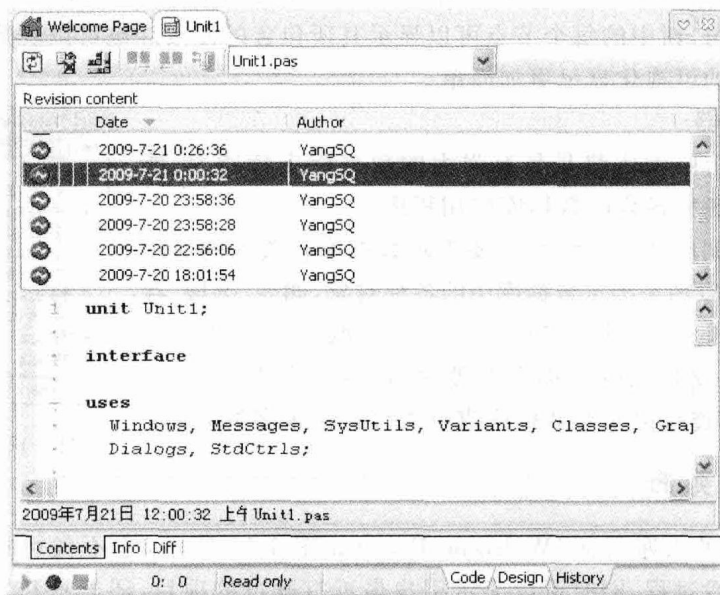 Welcome Page Unit1
Unit1.pas
Revision content
Date Author
2009-7-21 0:26:36 YangSQ
2009-7-21 0:00:32 YangSQ
2009-7-20 23:58:36 YangSQ
2009-7-20 23:58:28 YangSQ
2009-7-20 22:56:06 YangSQ
2009-7-20 18:01:54 YangSQ
1 unit Unit1;
interface
uses
Windows, Messages, SysUtils, Variants, Classes, Gra
Dialogs, StdCtrls;
2009年7月21日 12:00:32 上午 Unit1.pas
Contents Info Diff
0: 0 Read only Code Design History